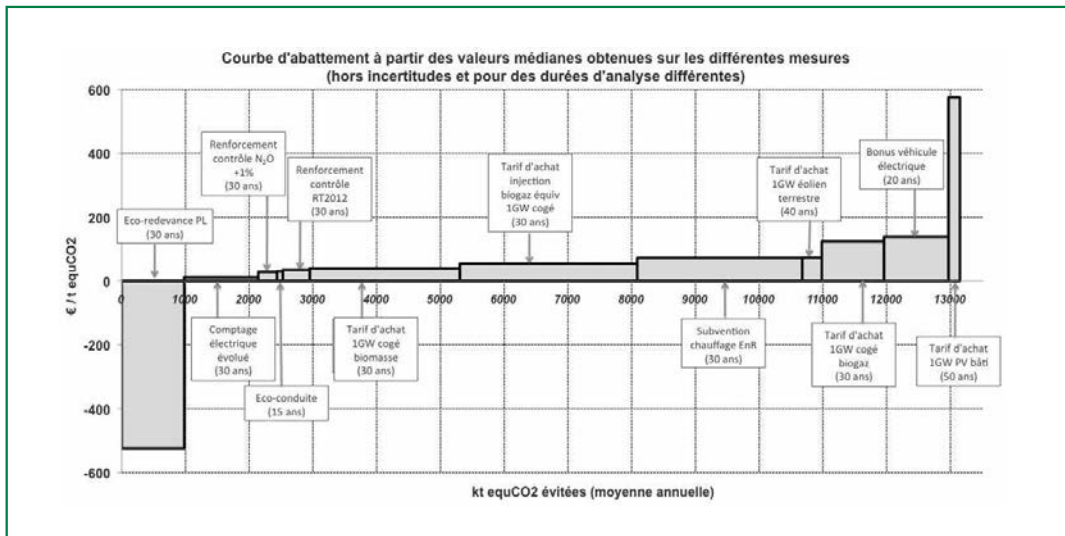 Courbe d'abattement à partir des valeurs médianes obtenues sur les différentes mesures
(hors incertitudes et pour des durées d'analyse différentes)
600
400
200
0
-200
-400
-600
€ / t equCO2
Eco-redevance PL
(30 ans)
Renforcement
contrôle N₂O
+1%
(30 ans)
Renforcement
contrôle
RT2012
(30 ans)
Tarif d'achat
injection
biogaz équiv
1GW cogé
(30 ans)
Tarif d'achat
1GW éolien
terrestre
(40 ans)
Bonus véhicule
électrique
(20 ans)
0 1000 2000 3000 4000 5000 6000 7000 8000 9000 10000 11000 12000 13000
Comptage
électrique
évolué
(30 ans)
Eco-conduite
(15 ans)
Tarif d'achat
1GW cogé
biomasse
(30 ans)
Subvention
chauffage EnR
(30 ans)
Tarif d'achat
1GW cogé
biogaz
(30 ans)
Tarif d'achat
1GW PV bâti
(50 ans)
kt equCO2 évitées (moyenne annuelle)